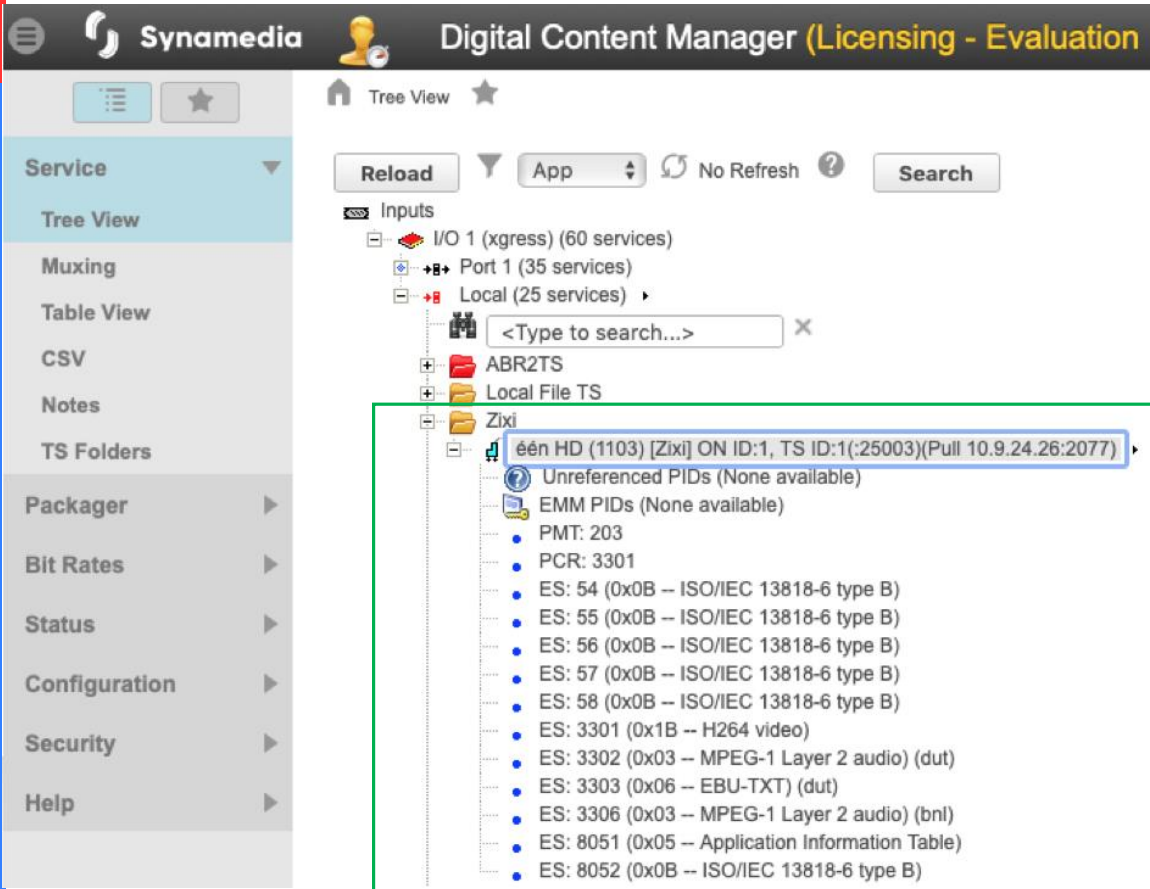 Synamedia
Digital Content Manager (Licensing - Evaluation
Tree View
Service
Tree View
Muxing
Table View
CSV
Notes
TS Folders
Packager
Bit Rates
Status
Configuration
Security
Help
Reload App No Refresh Search
Inputs
I/O 1 (xgress) (60 services)
Port 1 (35 services)
Local (25 services)
<Type to search...>
ABR2TS
Local File TS
Zixi
één HD (1103) [Zixi] ON ID:1, TS ID:1(:25003)(Pull 10.9.24.26:2077)
Unreferenced PIDs (None available)
EMM PIDs (None available)
PMT: 203
PCR: 3301
ES: 54 (0x0B -- ISO/IEC 13818-6 type B)
ES: 55 (0x0B -- ISO/IEC 13818-6 type B)
ES: 56 (0x0B -- ISO/IEC 13818-6 type B)
ES: 57 (0x0B -- ISO/IEC 13818-6 type B)
ES: 58 (0x0B -- ISO/IEC 13818-6 type B)
ES: 3301 (0x1B -- H264 video)
ES: 3302 (0x03 -- MPEG-1 Layer 2 audio) (dut)
ES: 3303 (0x06 -- EBU-TXT) (dut)
ES: 3306 (0x03 -- MPEG-1 Layer 2 audio) (bnl)
ES: 8051 (0x05 -- Application Information Table)
ES: 8052 (0x0B -- ISO/IEC 13818-6 type B)